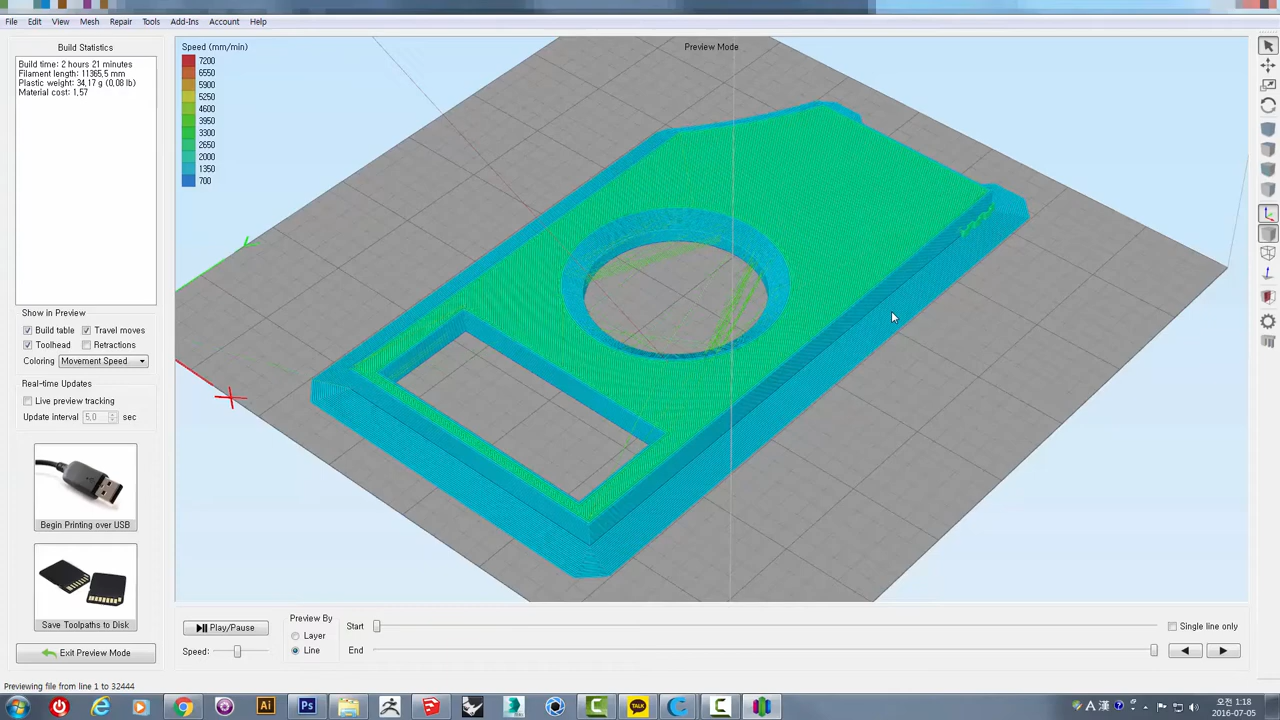 File Edit View Mesh Repair Tools Add-Ins Account Help
Build Statistics
Build time: 2 hours 21 minutes
Filament length: 11365,5 mm
Plastic weight: 34,17 g (0,08 lb)
Material cost: 1,57
Show in Preview
Build table Travel moves
Toolhead Retractions
Coloring Movement Speed
Real-time Updates
Live preview tracking
Update interval 5,0 sec
Begin Printing over USB
Save Toolpaths to Disk
Exit Preview Mode
Previewing file from line 1 to 32444
Speed (mm/min)
7200
6550
5900
5250
4600
3950
3300
2650
2000
1350
700
Preview Mode
Play/Pause
Speed:
Preview By
Layer
Line
Start
End
Single line only
Ai
Ps
TALK
A 漢
오전 1:18
2016-07-05